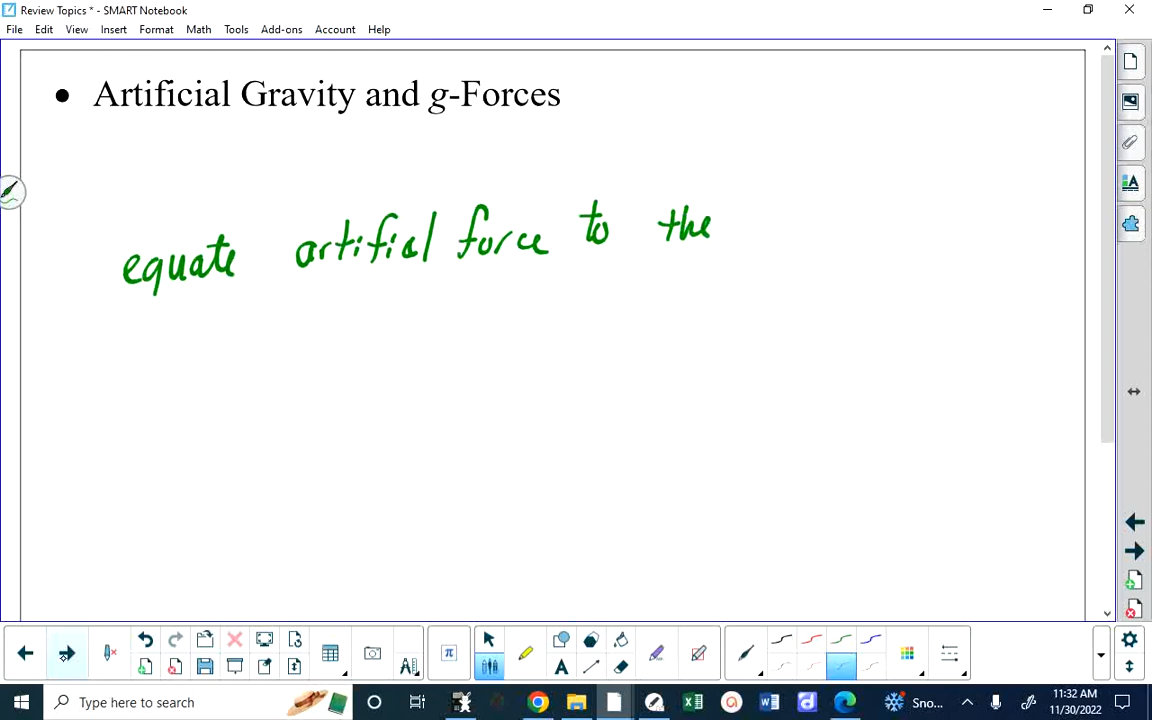 Review Topics * - SMART Notebook
File Edit View Insert Format Math Tools Add-ons Account Help
• Artificial Gravity and g-Forces
equate artifial force to the
Type here to search
Sno...
11:32 AM
11/30/2022